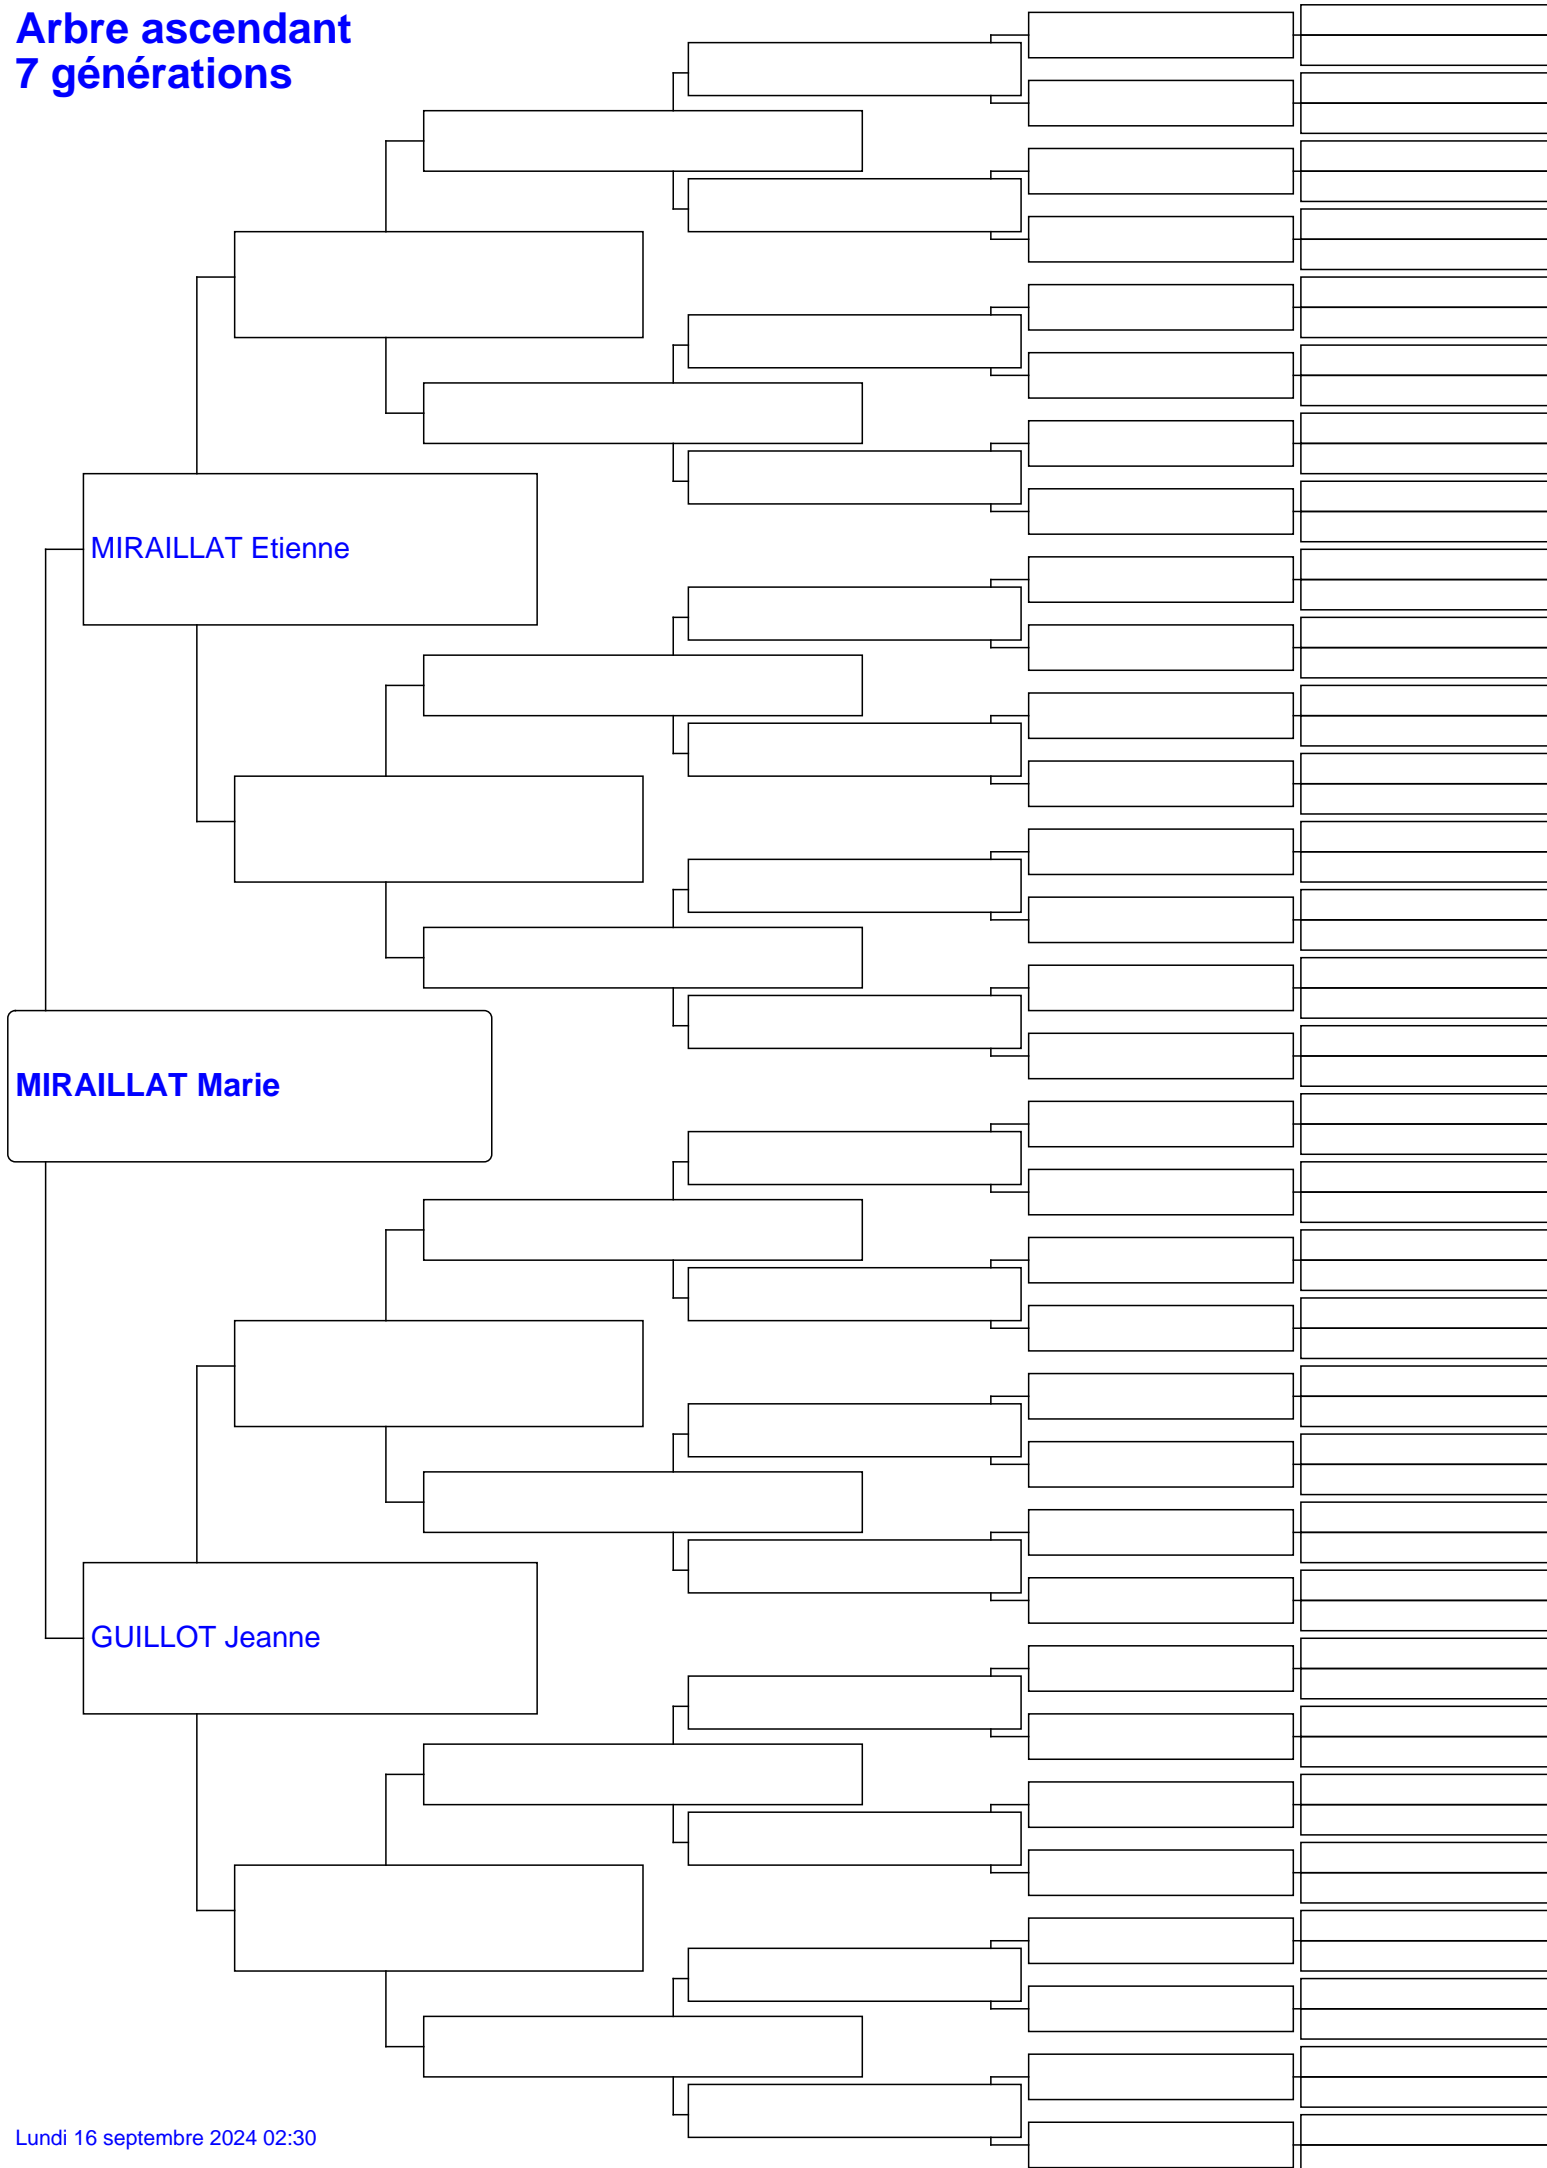 Arbre ascendant
7 générations
MIRAILLAT Etienne
MIRAILLAT Marie
GUILLOT Jeanne
Lundi 16 septembre 2024 02:30